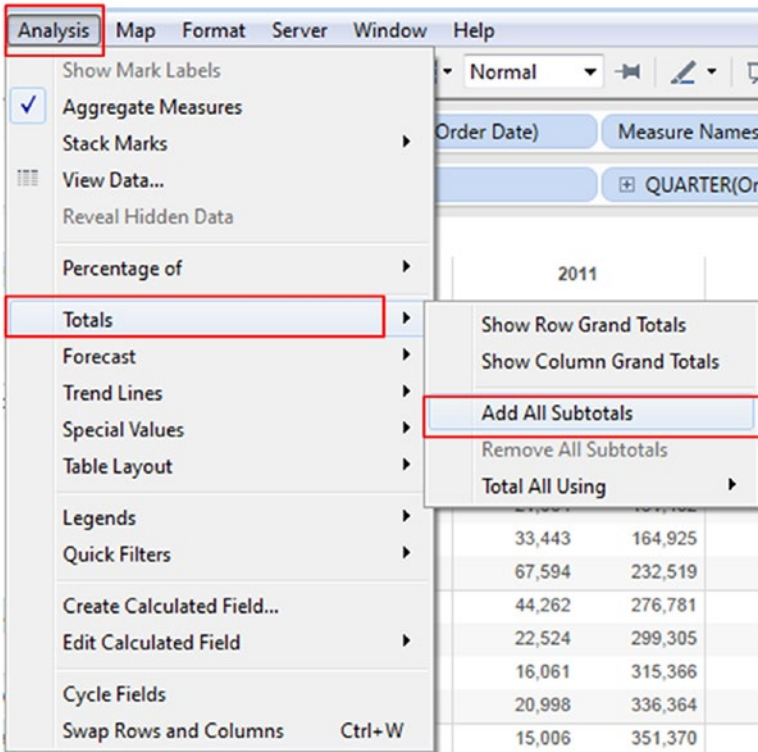 Analysis Map Format Server Window Help
Show Mark Labels
Normal
Aggregate Measures
Order Date) Measure Names
Stack Marks
View Data...
QUARTER(Or
Reveal Hidden Data
Percentage of
2011
Totals
Show Row Grand Totals
Forecast
Show Column Grand Totals
Trend Lines
Add All Subtotals
Special Values
Remove All Subtotals
Table Layout
Total All Using
Legends
33,443 164,925
Quick Filters
67,594 232,519
Create Calculated Field...
44,262 276,781
Edit Calculated Field
22,524 299,305
16,061 315,366
Cycle Fields
20,998 336,364
Swap Rows and Columns Ctrl+W
15,006 351,370